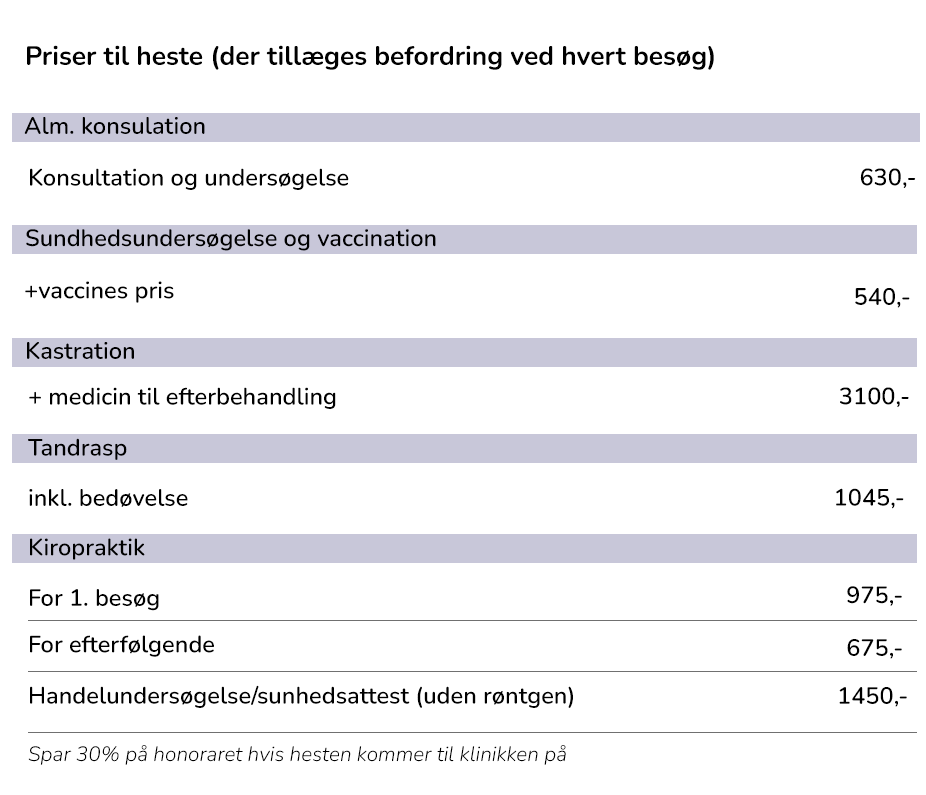 Priser til heste (der tillæges befordring ved hvert besøg)
Alm. konsulation
Konsultation og undersøgelse 630,-
Sundhedsundersøgelse og vaccination
+vaccines pris 540,-
Kastration
+ medicin til efterbehandling 3100,-
Tandrasp
inkl. bedøvelse 1045,-
Kiropraktik
For 1. besøg 975,-
For efterfølgende 675,-
Handelundersøgelse/sunhedsattest (uden røntgen) 1450,-
Spar 30% på honoraret hvis hesten kommer til klinikken på